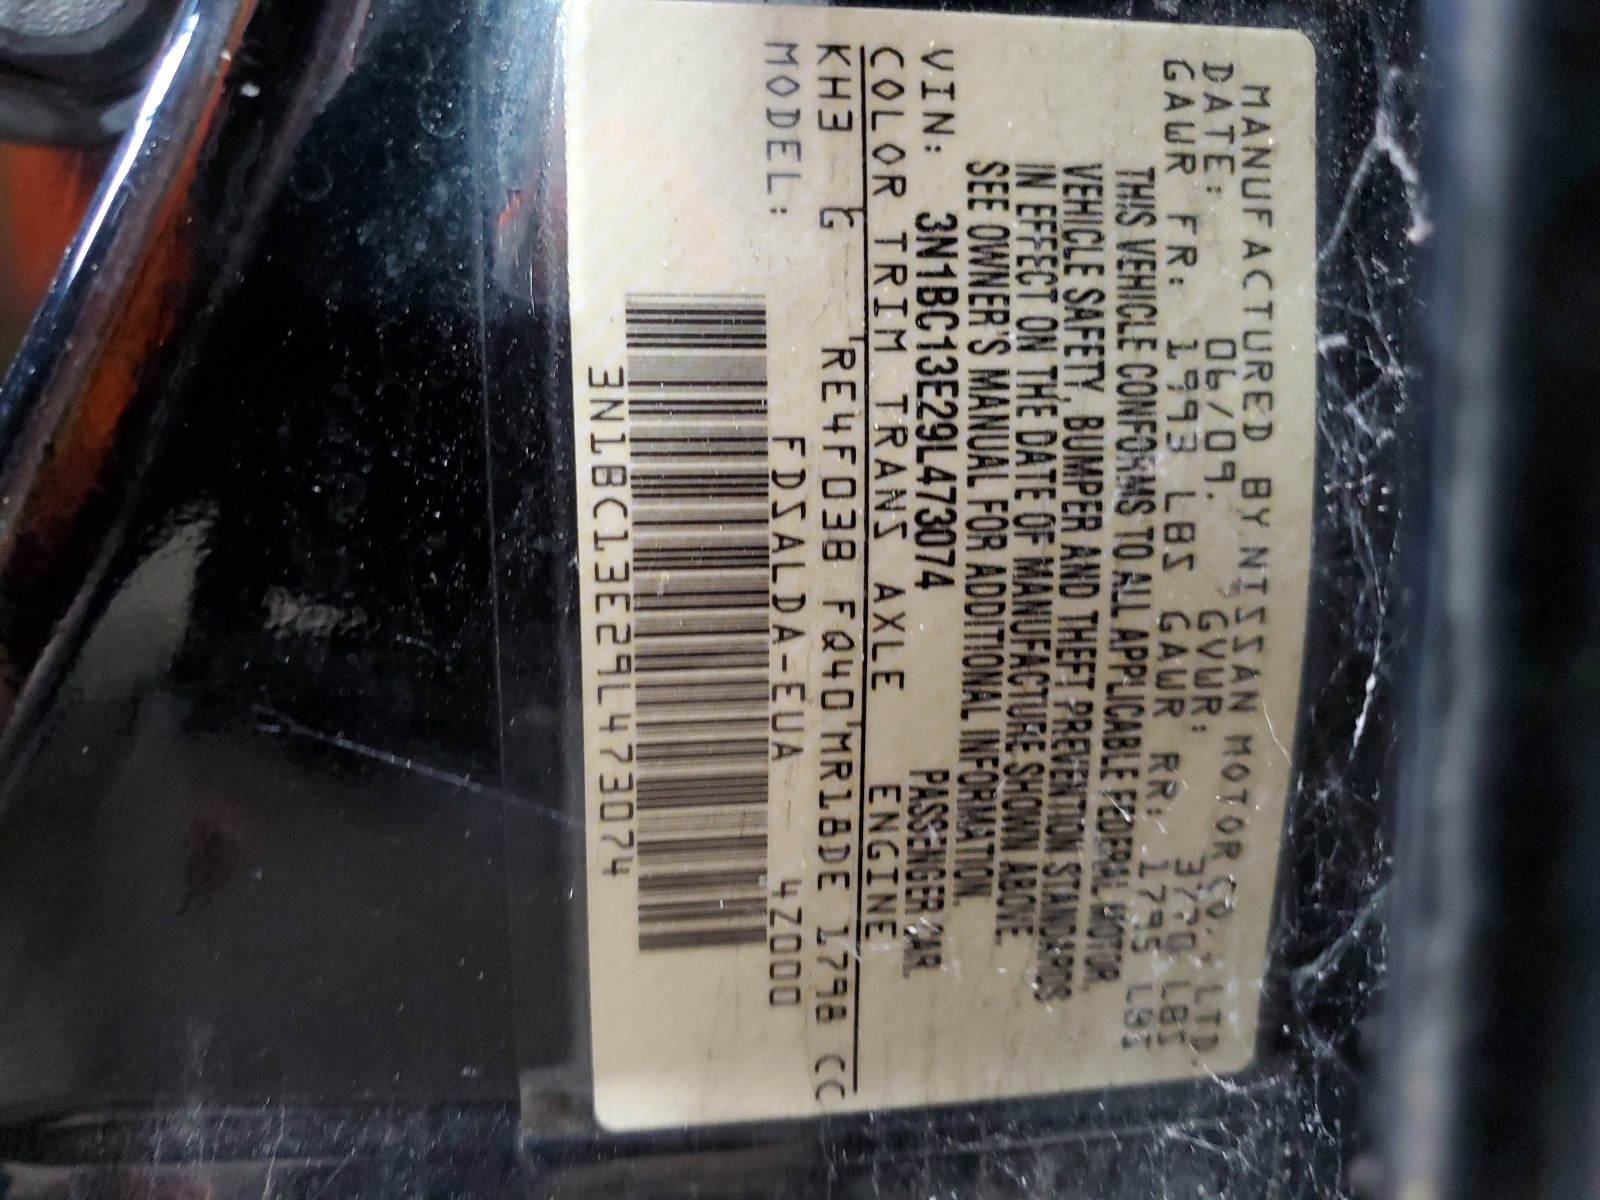 MANUFACTURED BY NISSAN MOTOR CO., LTD.
DATE: 06/09. GVWR: 3770 LBS
GAWR FR: 1993 LBS GAWR RR: 1795 LBS
THIS VEHICLE CONFORMS TO ALL APPLICABLE FEDERAL MOTOR
VEHICLE SAFETY, BUMPER AND THEFT PREVENTION STANDARDS
IN EFFECT ON THE DATE OF MANUFACTURE SHOWN ABOVE.
SEE OWNER'S MANUAL FOR ADDITIONAL INFORMATION.
VIN: 3N1BC13E29L473074 PASSENGER CAR.
COLOR TRIM TRANS AXLE ENGINE
KH3 G RE4F03B FQ40 MR18DE 1798 CC
MODEL: FDSALDA-EUA 4Z000
3N1BC13E29L473074